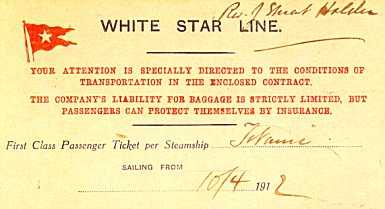 Rev. J Stuart Holden
WHITE STAR LINE.
YOUR ATTENTION IS SPECIALLY DIRECTED TO THE CONDITIONS OF
TRANSPORTATION IN THE ENCLOSED CONTRACT.
THE COMPANY'S LIABILITY FOR BAGGAGE IS STRICTLY LIMITED, BUT
PASSENGERS CAN PROTECT THEMSELVES BY INSURANCE.
First Class Passenger Ticket per Steamship Titanic
SAILING FROM
10/4 1912